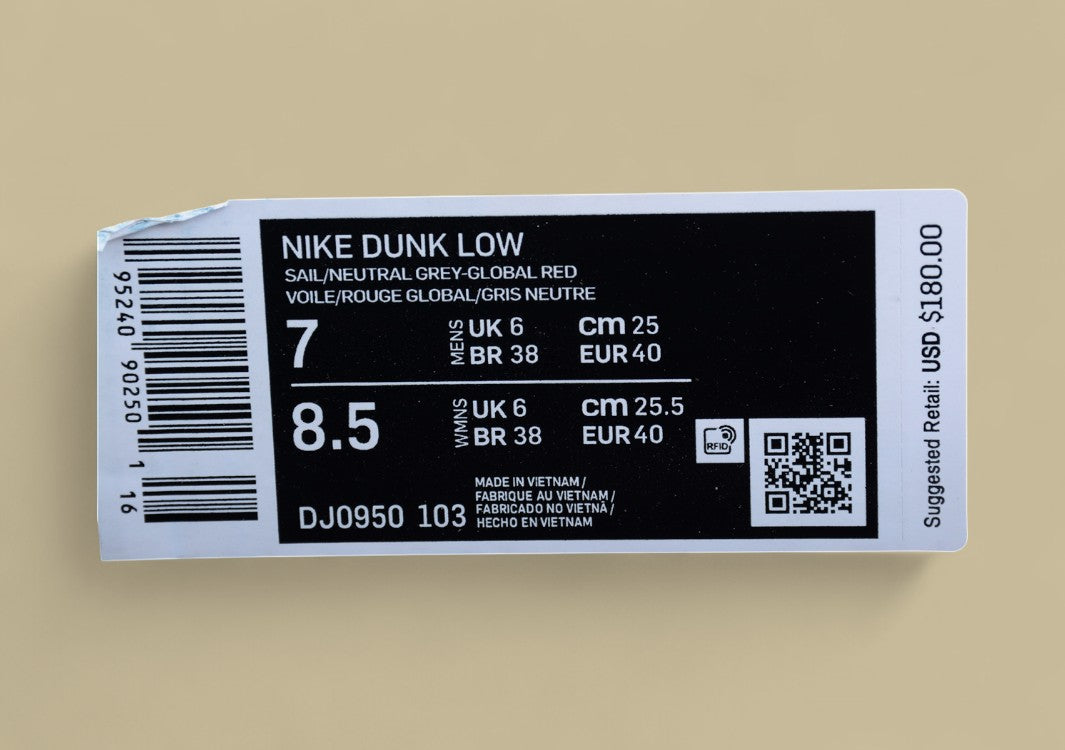 NIKE DUNK LOW
SAIL/NEUTRAL GREY-GLOBAL RED
VOILE/ROUGE GLOBAL/GRIS NEUTRE
7 MENS UK 6 cm 25
BR 38 EUR 40
8.5 WMNS UK 6 cm 25.5
BR 38 EUR 40
RFID
DJ0950 103
MADE IN VIETNAM /
FABRIQUE AU VIETNAM /
FABRICADO NO VIETNÃ /
HECHO EN VIETNAM
95240 90250 1 16
Suggested Retail: USD $180.00